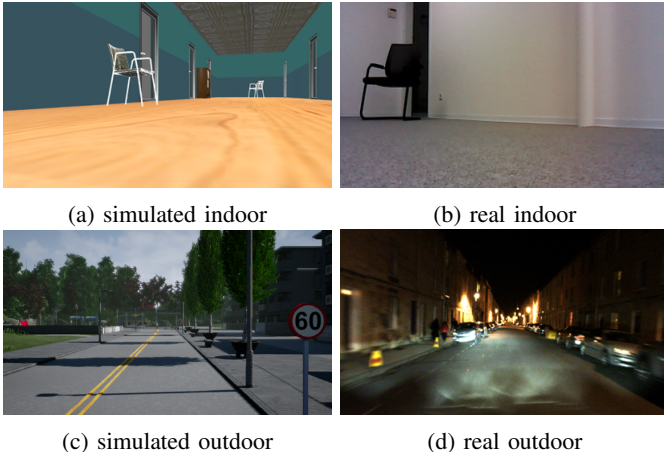 (a) simulated indoor
(b) real indoor
60
(c) simulated outdoor
(d) real outdoor